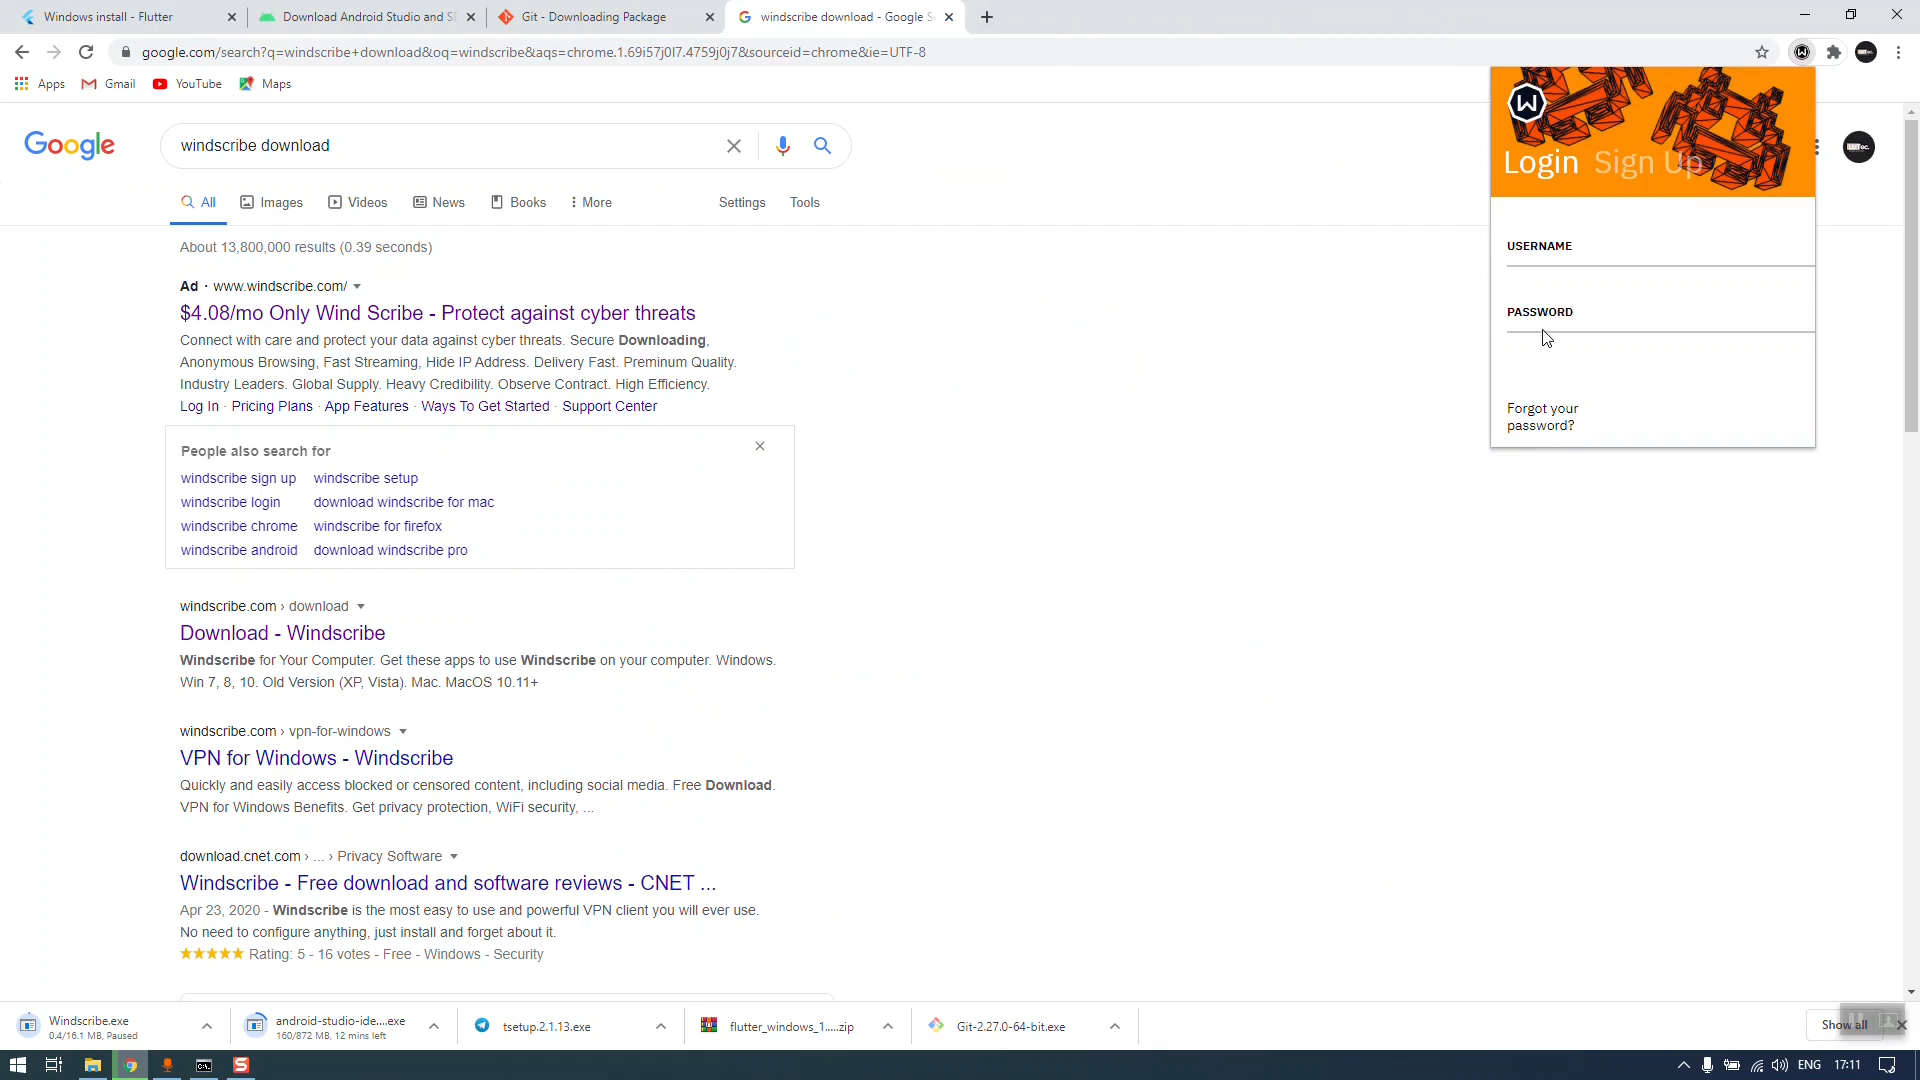 Windows install - Flutter
Download Android Studio and SD
Git - Downloading Package
windscribe download - Google S
google.com/search?q=windscribe+download&oq=windscribe&aqs=chrome.1.69i57j0l7.4759j0j7&sourceid=chrome&ie=UTF-8
Apps
Gmail
YouTube
Maps
Google
windscribe download
Login Sign Up
USERNAME
PASSWORD
Forgot your
password?
All
Images
Videos
News
Books
More
Settings
Tools
About 13,800,000 results (0.39 seconds)
Ad · www.windscribe.com/
$4.08/mo Only Wind Scribe - Protect against cyber threats
Connect with care and protect your data against cyber threats. Secure Downloading,
Anonymous Browsing, Fast Streaming, Hide IP Address. Delivery Fast. Preminum Quality.
Industry Leaders. Global Supply. Heavy Credibility. Observe Contract. High Efficiency.
Log In · Pricing Plans · App Features · Ways To Get Started · Support Center
People also search for
windscribe sign up windscribe setup
windscribe login download windscribe for mac
windscribe chrome windscribe for firefox
windscribe android download windscribe pro
windscribe.com › download
Download - Windscribe
Windscribe for Your Computer. Get these apps to use Windscribe on your computer. Windows.
Win 7, 8, 10. Old Version (XP, Vista). Mac. MacOS 10.11+
windscribe.com › vpn-for-windows
VPN for Windows - Windscribe
Quickly and easily access blocked or censored content, including social media. Free Download.
VPN for Windows Benefits. Get privacy protection, WiFi security, ...
download.cnet.com › ... › Privacy Software
Windscribe - Free download and software reviews - CNET ...
Apr 23, 2020 - Windscribe is the most easy to use and powerful VPN client you will ever use.
No need to configure anything, just install and forget about it.
Rating: 5 - 16 votes - Free - Windows - Security
Windscribe.exe
0.4/16.1 MB, Paused
android-studio-ide....exe
160/872 MB, 12 mins left
tsetup.2.1.13.exe
flutter_windows_1.....zip
Git-2.27.0-64-bit.exe
Show all
ENG
17:11